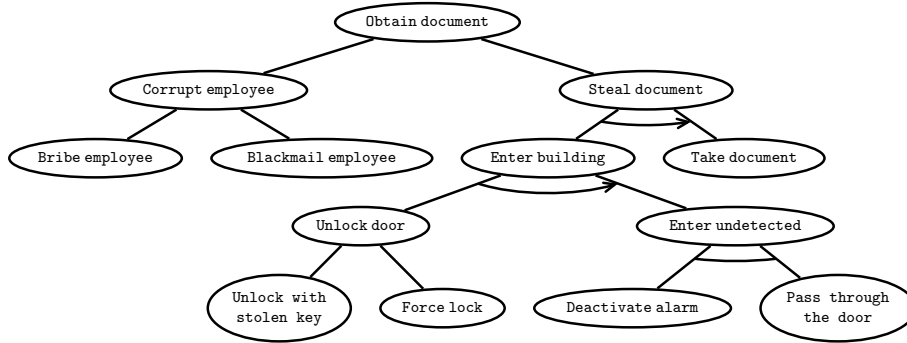 Obtain document
Corrupt employee
Steal document
Bribe employee
Blackmail employee
Enter building
Take document
Unlock door
Enter undetected
Unlock with
stolen key
Force lock
Deactivate alarm
Pass through
the door